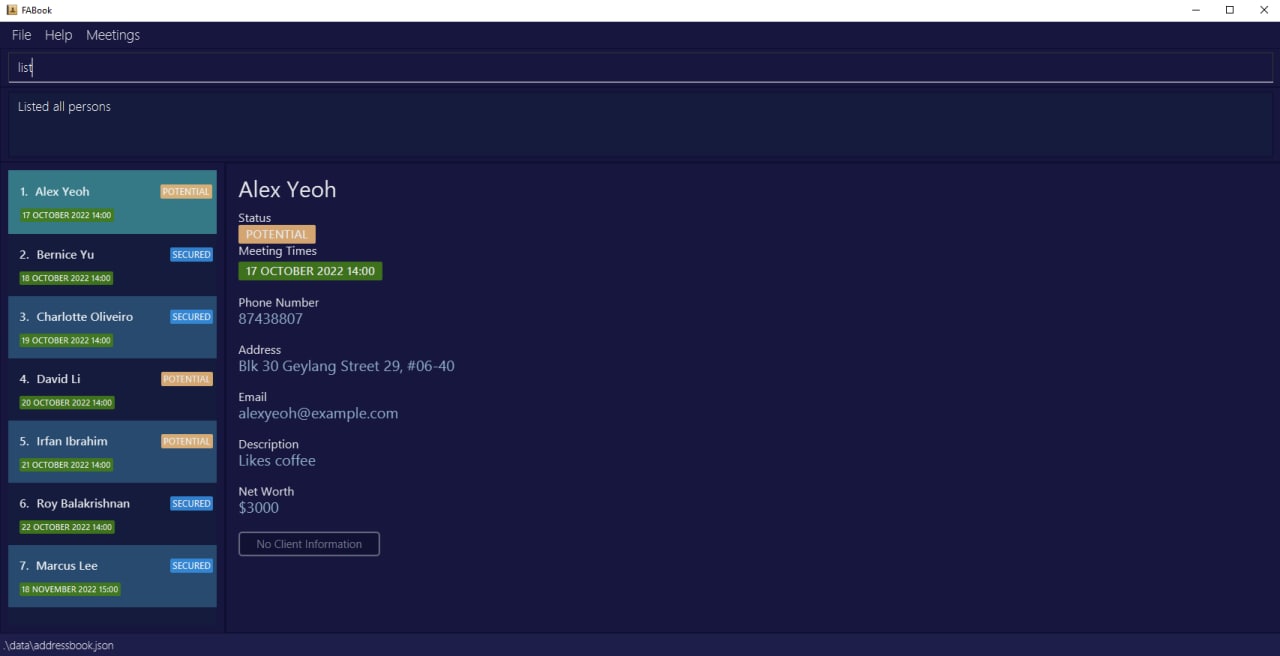 FABook
File Help Meetings
list
Listed all persons
1. Alex Yeoh POTENTIAL
17 OCTOBER 2022 14:00
2. Bernice Yu SECURED
18 OCTOBER 2022 14:00
3. Charlotte Oliveiro SECURED
19 OCTOBER 2022 14:00
4. David Li POTENTIAL
20 OCTOBER 2022 14:00
5. Irfan Ibrahim POTENTIAL
21 OCTOBER 2022 14:00
6. Roy Balakrishnan SECURED
22 OCTOBER 2022 14:00
7. Marcus Lee SECURED
18 NOVEMBER 2022 15:00
Alex Yeoh
Status
POTENTIAL
Meeting Times
17 OCTOBER 2022 14:00
Phone Number
87438807
Address
Blk 30 Geylang Street 29, #06-40
Email
alexyeoh@example.com
Description
Likes coffee
Net Worth
$3000
No Client Information
.\data\addressbook.json